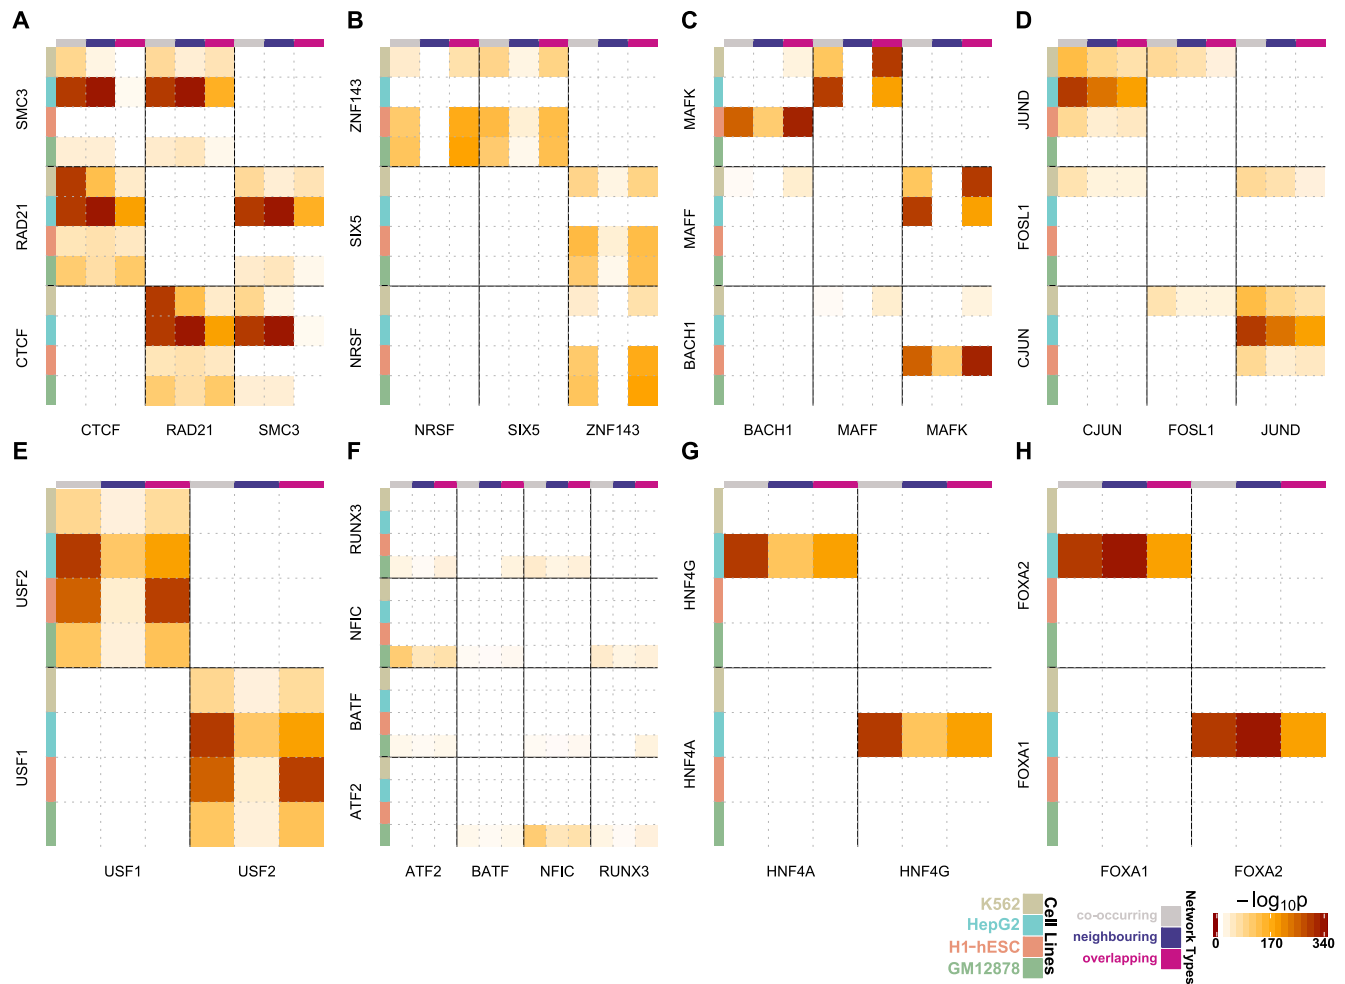 A
B
C
D
SMC3
RAD21
CTCF
CTCF
RAD21
SMC3
ZNF143
SIX5
NRSF
NRSF
SIX5
ZNF143
MAFK
MAFF
BACH1
BACH1
MAFF
MAFK
JUND
FOSL1
CJUN
CJUN
FOSL1
JUND
E
F
G
H
USF2
USF1
USF1
USF2
RUNX3
NFIC
BATF
ATF2
ATF2
BATF
NFIC
RUNX3
HNF4G
HNF4A
HNF4A
HNF4G
FOXA2
FOXA1
FOXA1
FOXA2
K562
HepG2
H1-hESC
GM12878
Cell Lines
co-occurring
neighbouring
overlapping
Network Types
−log10p
0 170 340